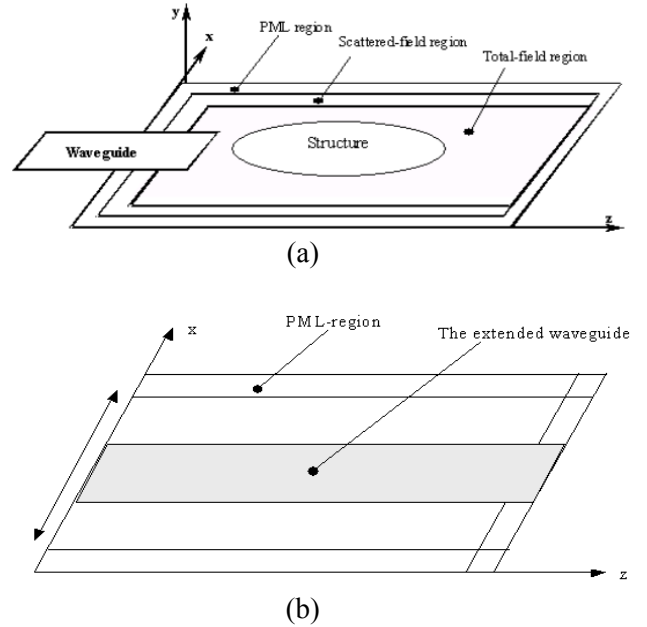 y
x
PML region
Scattered-field region
Total-field region
Waveguide
Structure
z
(a)
x
PML-region
The extended waveguide
z
(b)